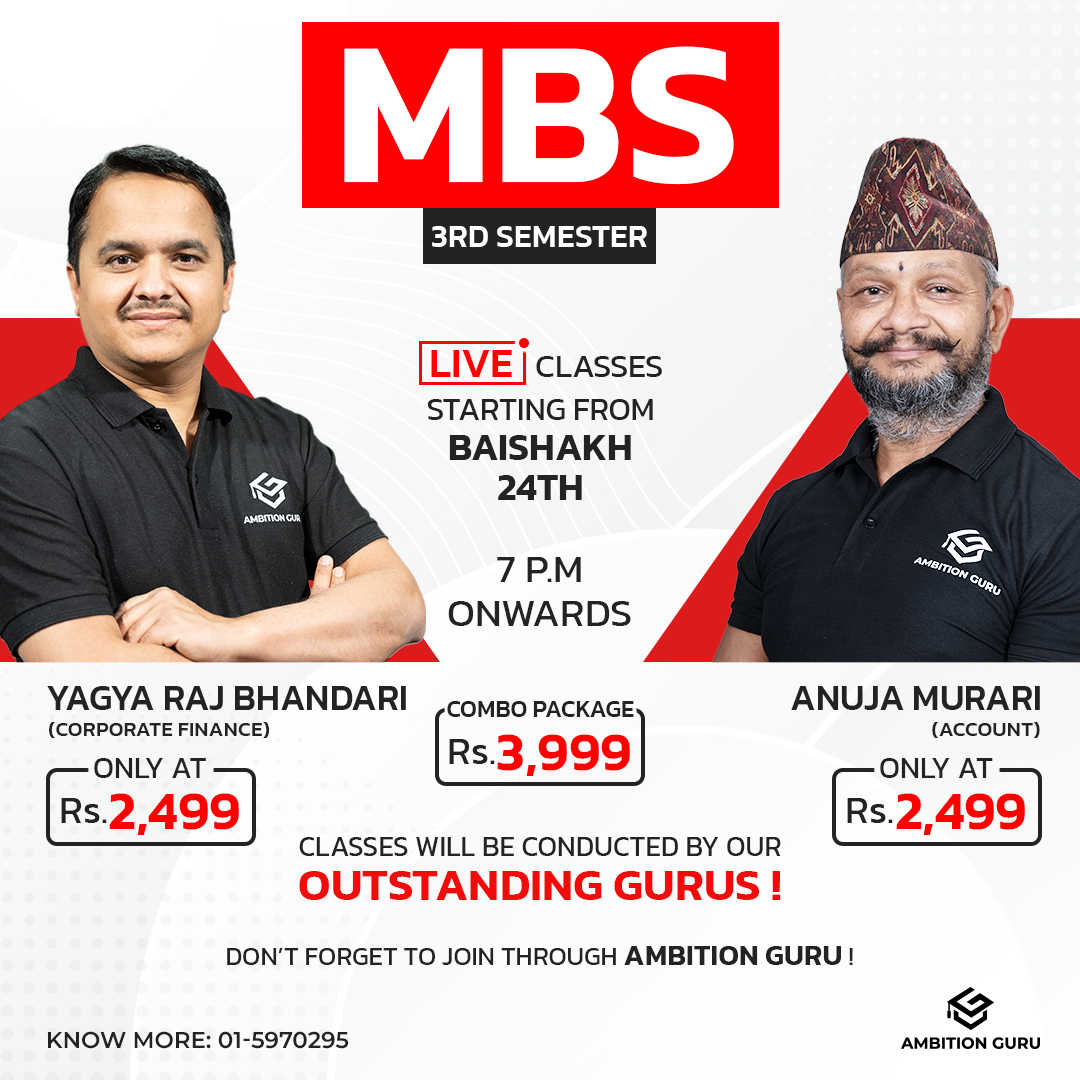 MBS
3RD SEMESTER
LIVE CLASSES
STARTING FROM
BAISHAKH
24TH
7 P.M
ONWARDS
AMBITION GUR
AMBITION GURU
YAGYA RAJ BHANDARI
(CORPORATE FINANCE)
ONLY AT
Rs.2,499
COMBO PACKAGE
Rs.3,999
ANUJA MURARI
(ACCOUNT)
ONLY AT
Rs.2,499
CLASSES WILL BE CONDUCTED BY OUR
OUTSTANDING GURUS !
DON'T FORGET TO JOIN THROUGH AMBITION GURU !
KNOW MORE: 01-5970295
AMBITION GURU